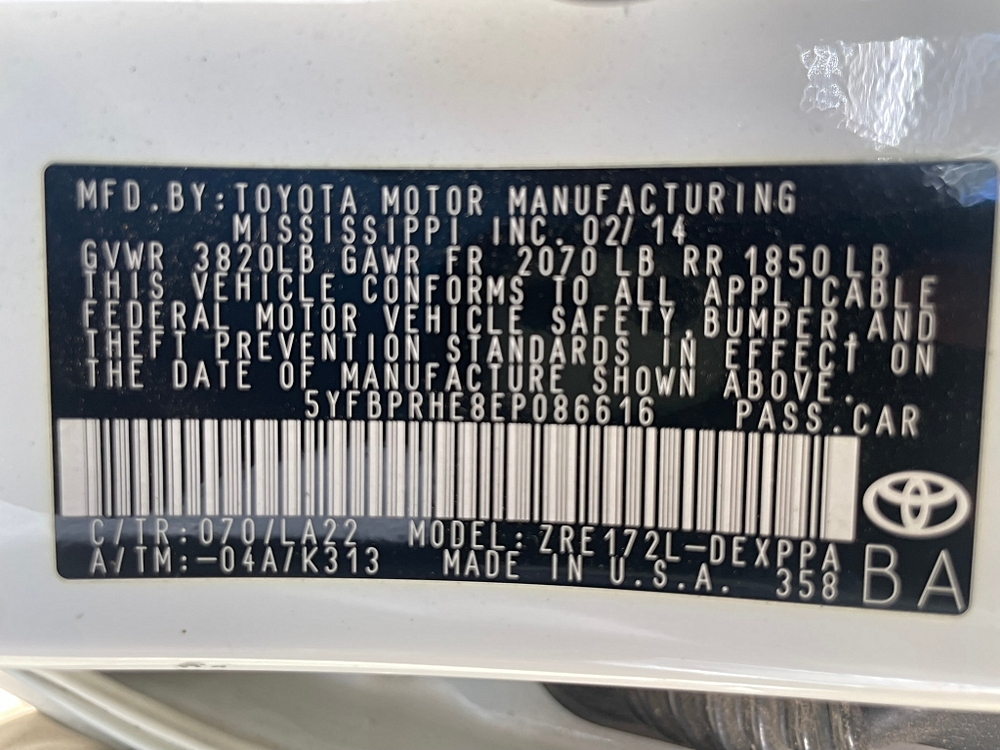 MFD.BY:TOYOTA MOTOR MANUFACTURING
MISSISSIPPI INC. 02/14
GVWR 3820LB GAWR FR 2070 LB RR 1850 LB
THIS VEHICLE CONFORMS TO ALL APPLICABLE
FEDERAL MOTOR VEHICLE SAFETY,BUMPER,AND
THEFT PREVENTION STANDARDS IN EFFECT ON
THE DATE OF MANUFACTURE SHOWN ABOVE.
5YFBPRHE8EP086616 PASS.CAR
C/TR:070/LA22 MODEL:ZRE172L-DEXPPA
A/TM:-04A/K313 MADE IN U.S.A. 358
BA